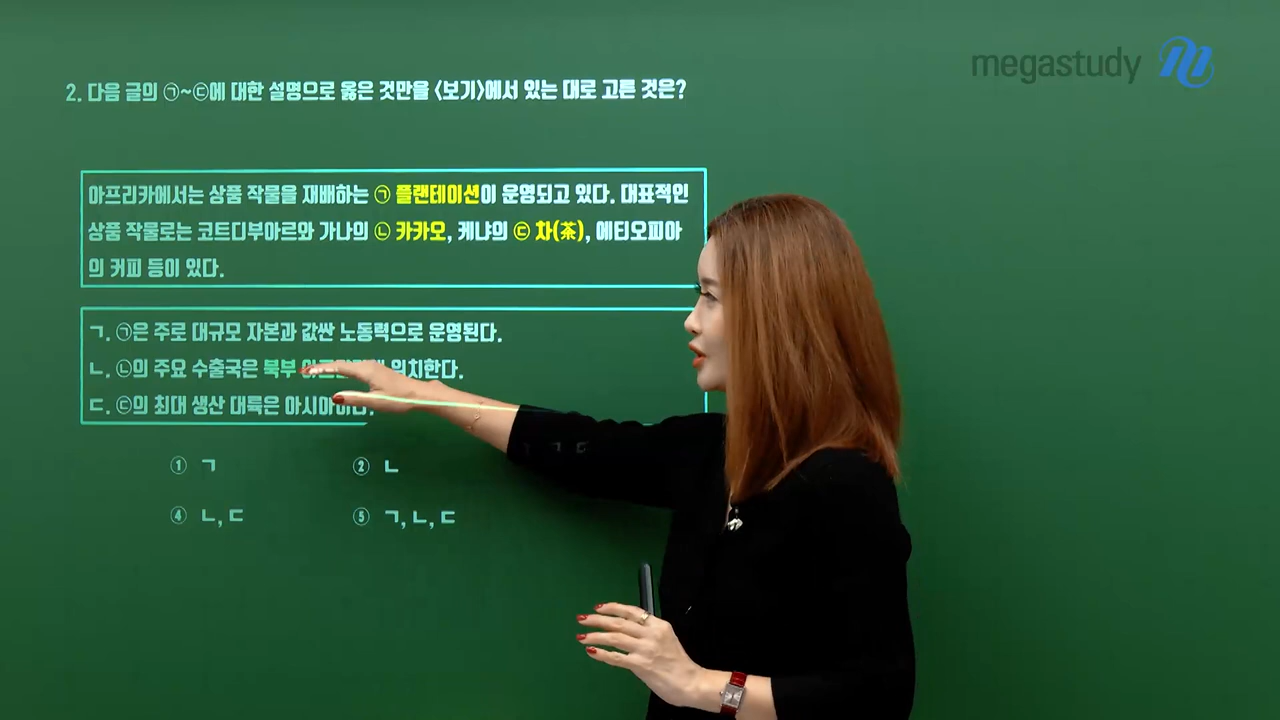 megastudy
2. 다음 글의 ㉠~㉢에 대한 설명으로 옳은 것만을 <보기>에서 있는 대로 고른 것은?
아프리카에서는 상품 작물을 재배하는 ㉠ 플랜테이션이 운영되고 있다. 대표적인
상품 작물로는 코트디부아르와 가나의 ㉡ 카카오, 케냐의 ㉢ 차(茶), 에티오피아
의 커피 등이 있다.
ㄱ. ㉠은 주로 대규모 자본과 값싼 노동력으로 운영된다.
ㄴ. ㉡의 주요 수출국은 북부 위치한다.
ㄷ. ㉢의 최대 생산 대륙은
① ㄱ ② ㄴ
④ ㄴ, ㄷ ⑤ ㄱ, ㄴ, ㄷ